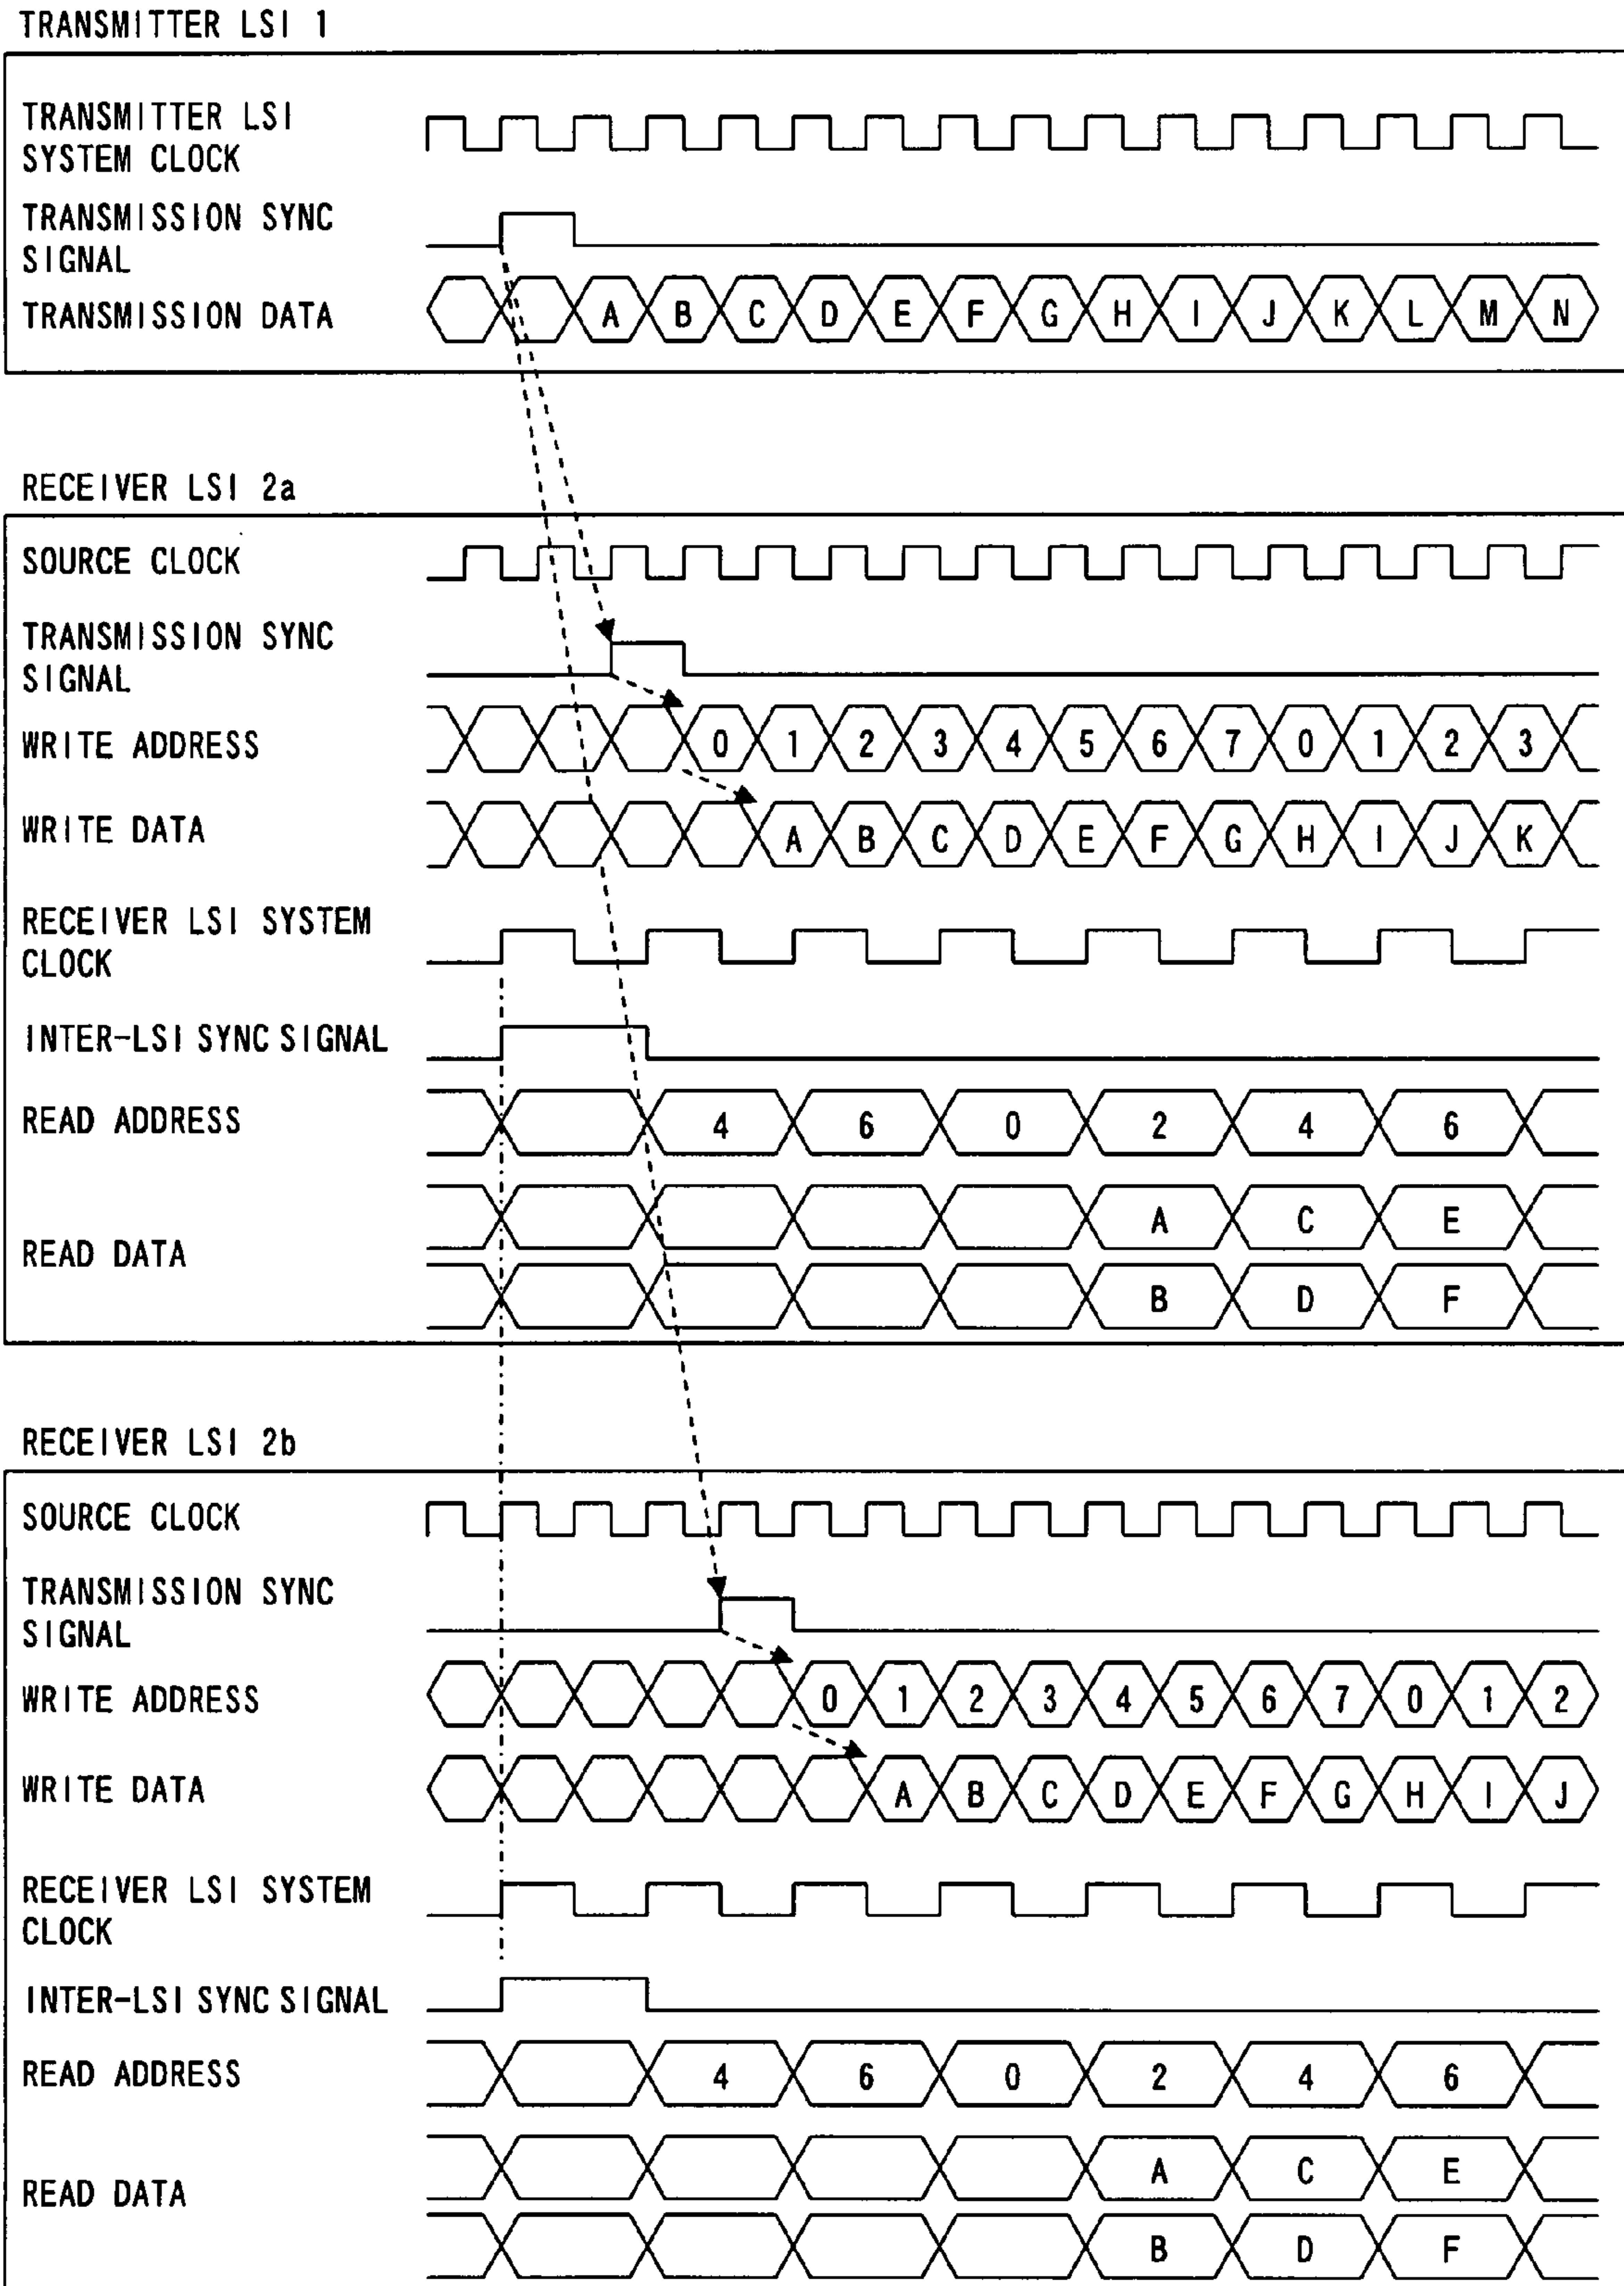 TRANSMITTER LSI 1
TRANSMITTER LSI
SYSTEM CLOCK
TRANSMISSION SYNC
SIGNAL
TRANSMISSION DATA A B C D E F G H I J K L M N
RECEIVER LSI 2a
SOURCE CLOCK
TRANSMISSION SYNC
SIGNAL
WRITE ADDRESS 0 1 2 3 4 5 6 7 0 1 2 3
WRITE DATA A B C D E F G H I J K
RECEIVER LSI SYSTEM
CLOCK
INTER-LSI SYNC SIGNAL
READ ADDRESS 4 6 0 2 4 6
A C E
READ DATA
B D F
RECEIVER LSI 2b
SOURCE CLOCK
TRANSMISSION SYNC
SIGNAL
WRITE ADDRESS 0 1 2 3 4 5 6 7 0 1 2
WRITE DATA A B C D E F G H I J
RECEIVER LSI SYSTEM
CLOCK
INTER-LSI SYNC SIGNAL
READ ADDRESS 4 6 0 2 4 6
A C E
READ DATA
B D F